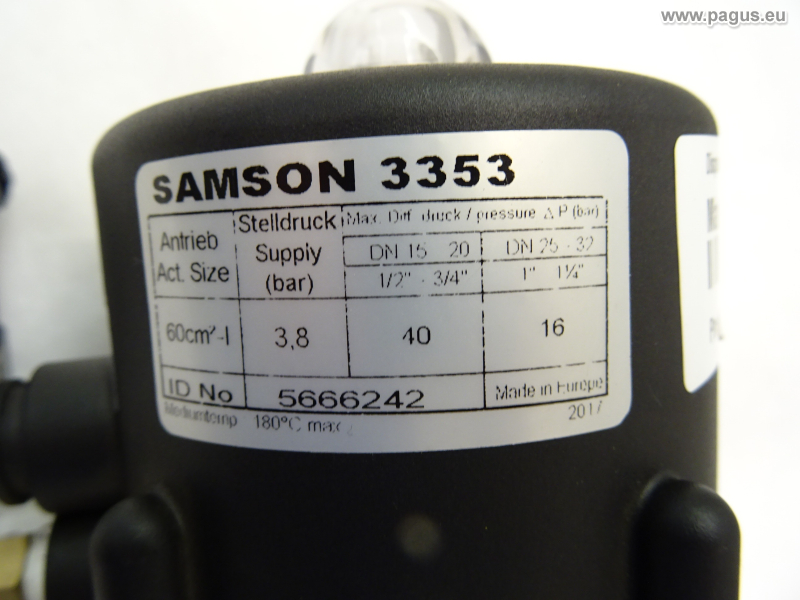 www.pagus.eu
SAMSON 3353
Antrieb Act. Size
Stelldruck Supply (bar)
Max. Diff. druck / pressure Δ P (bar)
DN 15 - 20
DN 25 - 32
1/2" - 3/4"
1" - 1¼"
60cm²-I
3,8
40
16
ID No
5666242
Made in Europe
Mediumtemp 180°C max.
2017